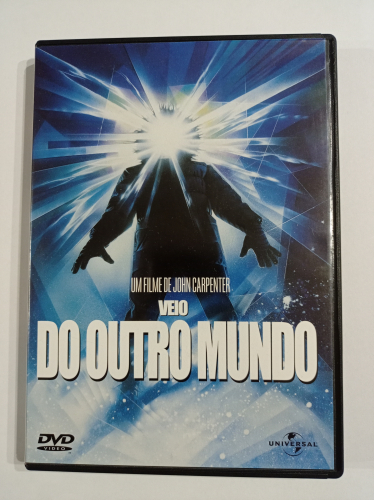 UM FILME DE JOHN CARPENTER
VEIO
DO OUTRO MUNDO
DVD
VIDEO
UNIVERSAL